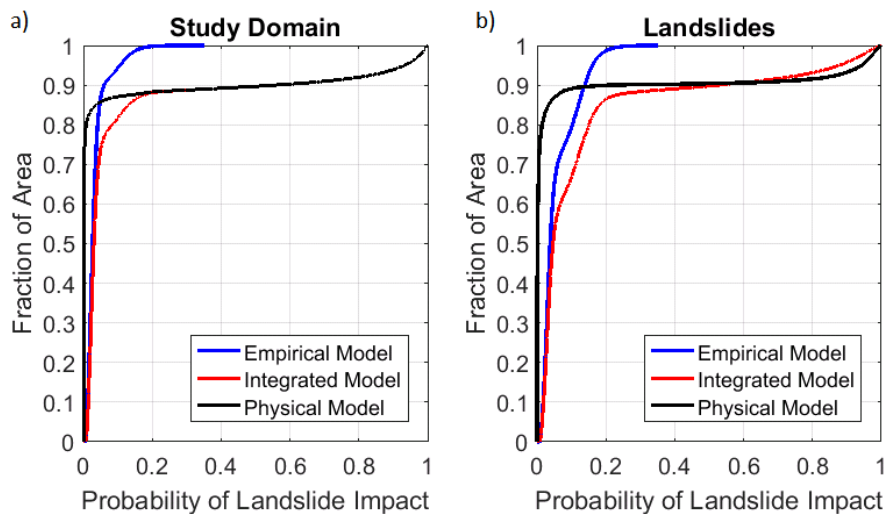 a)
Study Domain
Fraction of Area
1
0.9
0.8
0.7
0.6
0.5
0.4
0.3
0.2
0.1
0
Empirical Model
Integrated Model
Physical Model
0 0.2 0.4 0.6 0.8 1
Probability of Landslide Impact
b)
Landslides
Fraction of Area
1
0.9
0.8
0.7
0.6
0.5
0.4
0.3
0.2
0.1
0
Empirical Model
Integrated Model
Physical Model
0 0.2 0.4 0.6 0.8 1
Probability of Landslide Impact